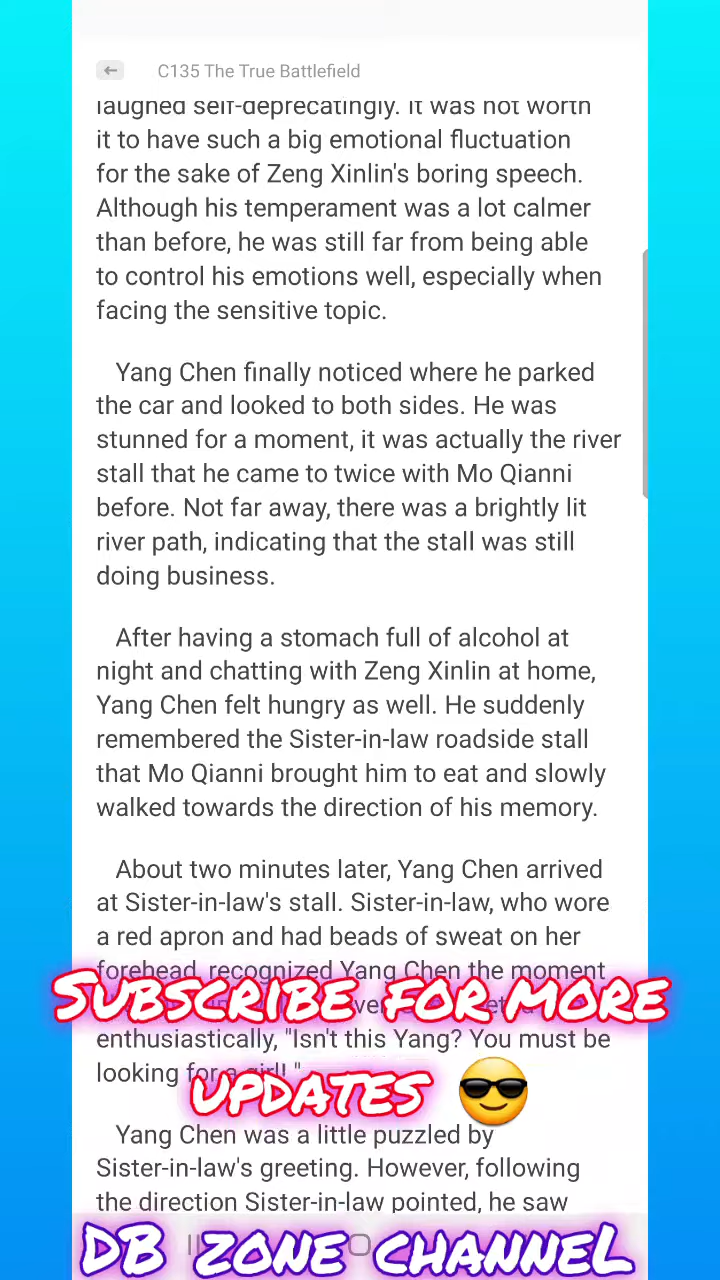 C135 The True Battlefield
laughed self-deprecatingly. It was not worth
it to have such a big emotional fluctuation
for the sake of Zeng Xinlin's boring speech.
Although his temperament was a lot calmer
than before, he was still far from being able
to control his emotions well, especially when
facing the sensitive topic.
Yang Chen finally noticed where he parked
the car and looked to both sides. He was
stunned for a moment, it was actually the river
stall that he came to twice with Mo Qianni
before. Not far away, there was a brightly lit
river path, indicating that the stall was still
doing business.
After having a stomach full of alcohol at
night and chatting with Zeng Xinlin at home,
Yang Chen felt hungry as well. He suddenly
remembered the Sister-in-law roadside stall
that Mo Qianni brought him to eat and slowly
walked towards the direction of his memory.
About two minutes later, Yang Chen arrived
at Sister-in-law's stall. Sister-in-law, who wore
a red apron and had beads of sweat on her
forehead, recognized Yang Chen the moment
SUBSCRIBE FOR MORE
enthusiastically, "Isn't this Yang? You must be
looking for a girl! "
UPDATES 😎
Yang Chen was a little puzzled by
Sister-in-law's greeting. However, following
the direction Sister-in-law pointed, he saw
DB ZONE CHANNEL